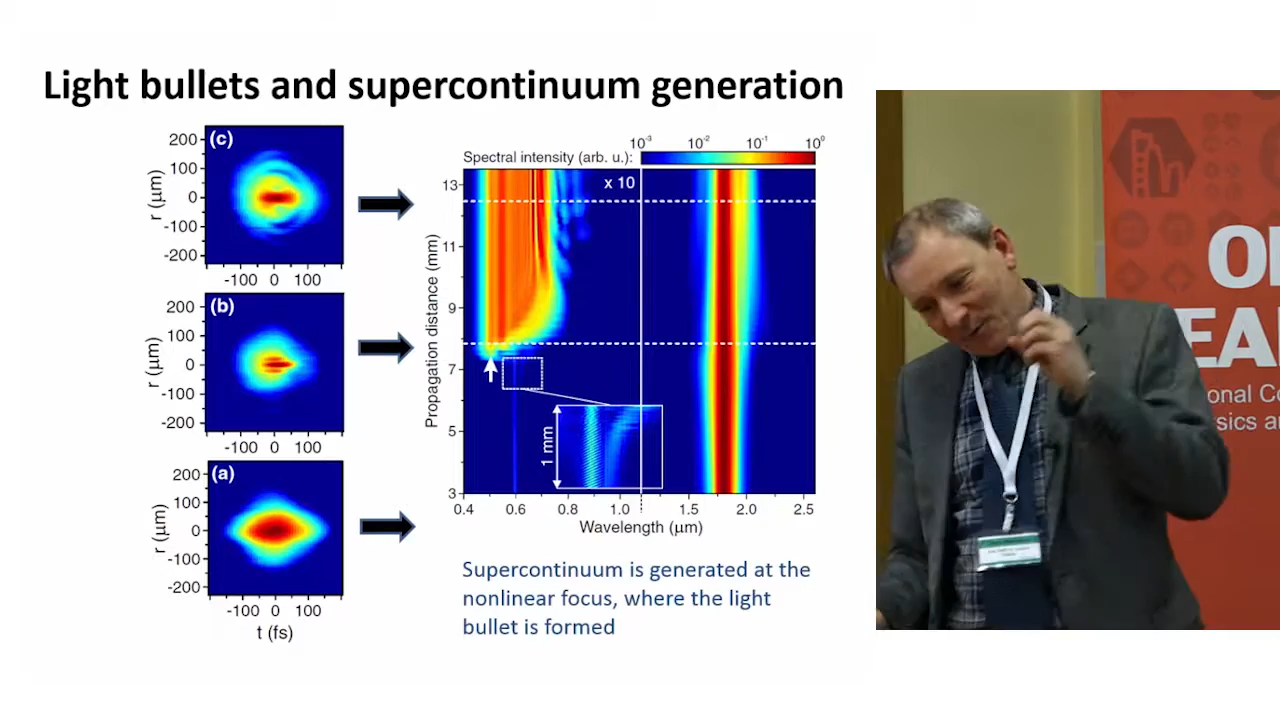 Light bullets and supercontinuum generation
(c)
200
100
0
-100
-200
r (μm)
-100 0 100
(b)
200
100
0
-100
-200
r (μm)
-100 0 100
(a)
200
100
0
-100
-200
r (μm)
-100 0 100
t (fs)
10⁻³ 10⁻² 10⁻¹ 10⁰
Spectral intensity (arb. u.):
x 10
13
11
9
7
5
3
Propagation distance (mm)
1 mm
0.4 0.6 0.8 1.0 1.5 2.0 2.5
Wavelength (μm)
Supercontinuum is generated at the
nonlinear focus, where the light
bullet is formed